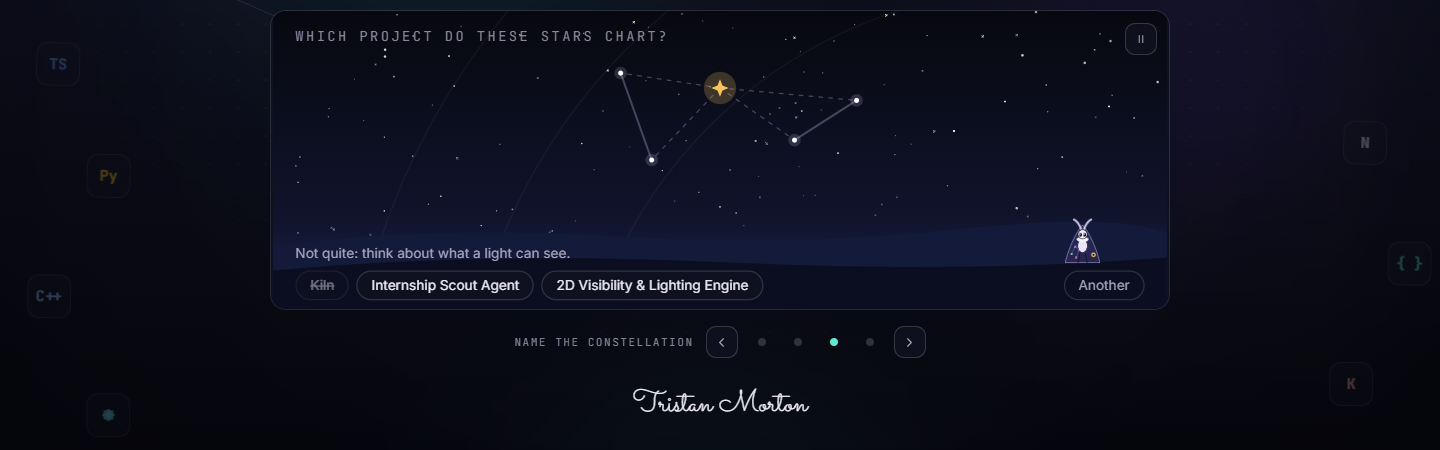 WHICH PROJECT DO THESE STARS CHART?
TS
N
Py
Not quite: think about what a light can see.
{ }
Kiln
Internship Scout Agent
2D Visibility & Lighting Engine
Another
C++
NAME THE CONSTELLATION
K
Tristan Morton